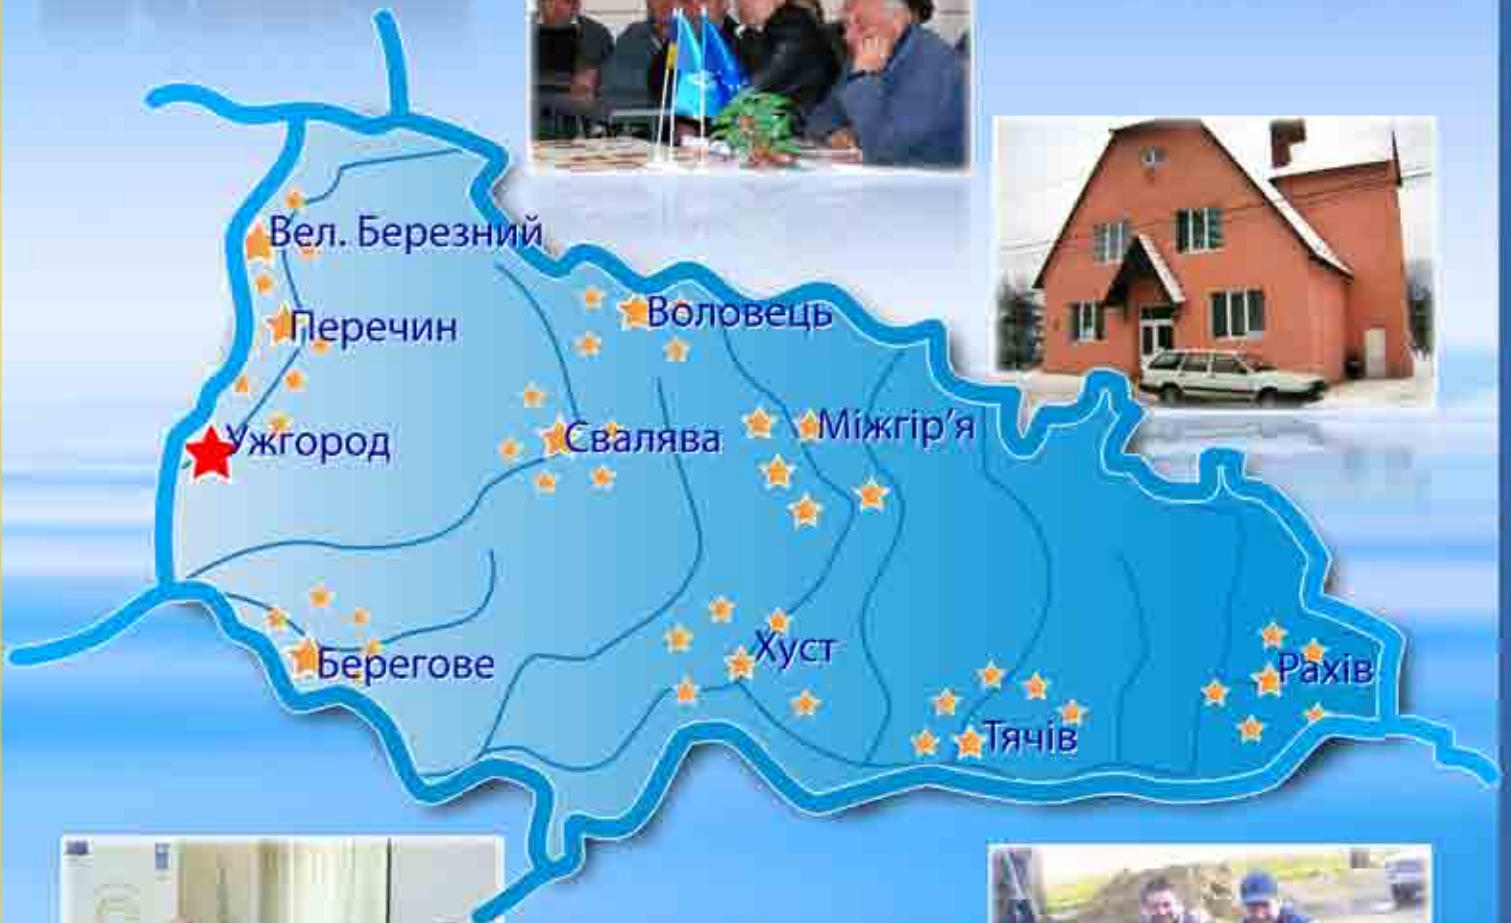 Вел. Березний
Воловець
Перечин
Міжгір'я
Свалява
Ужгород
Хуст
Берегове
Рахів
Тячів